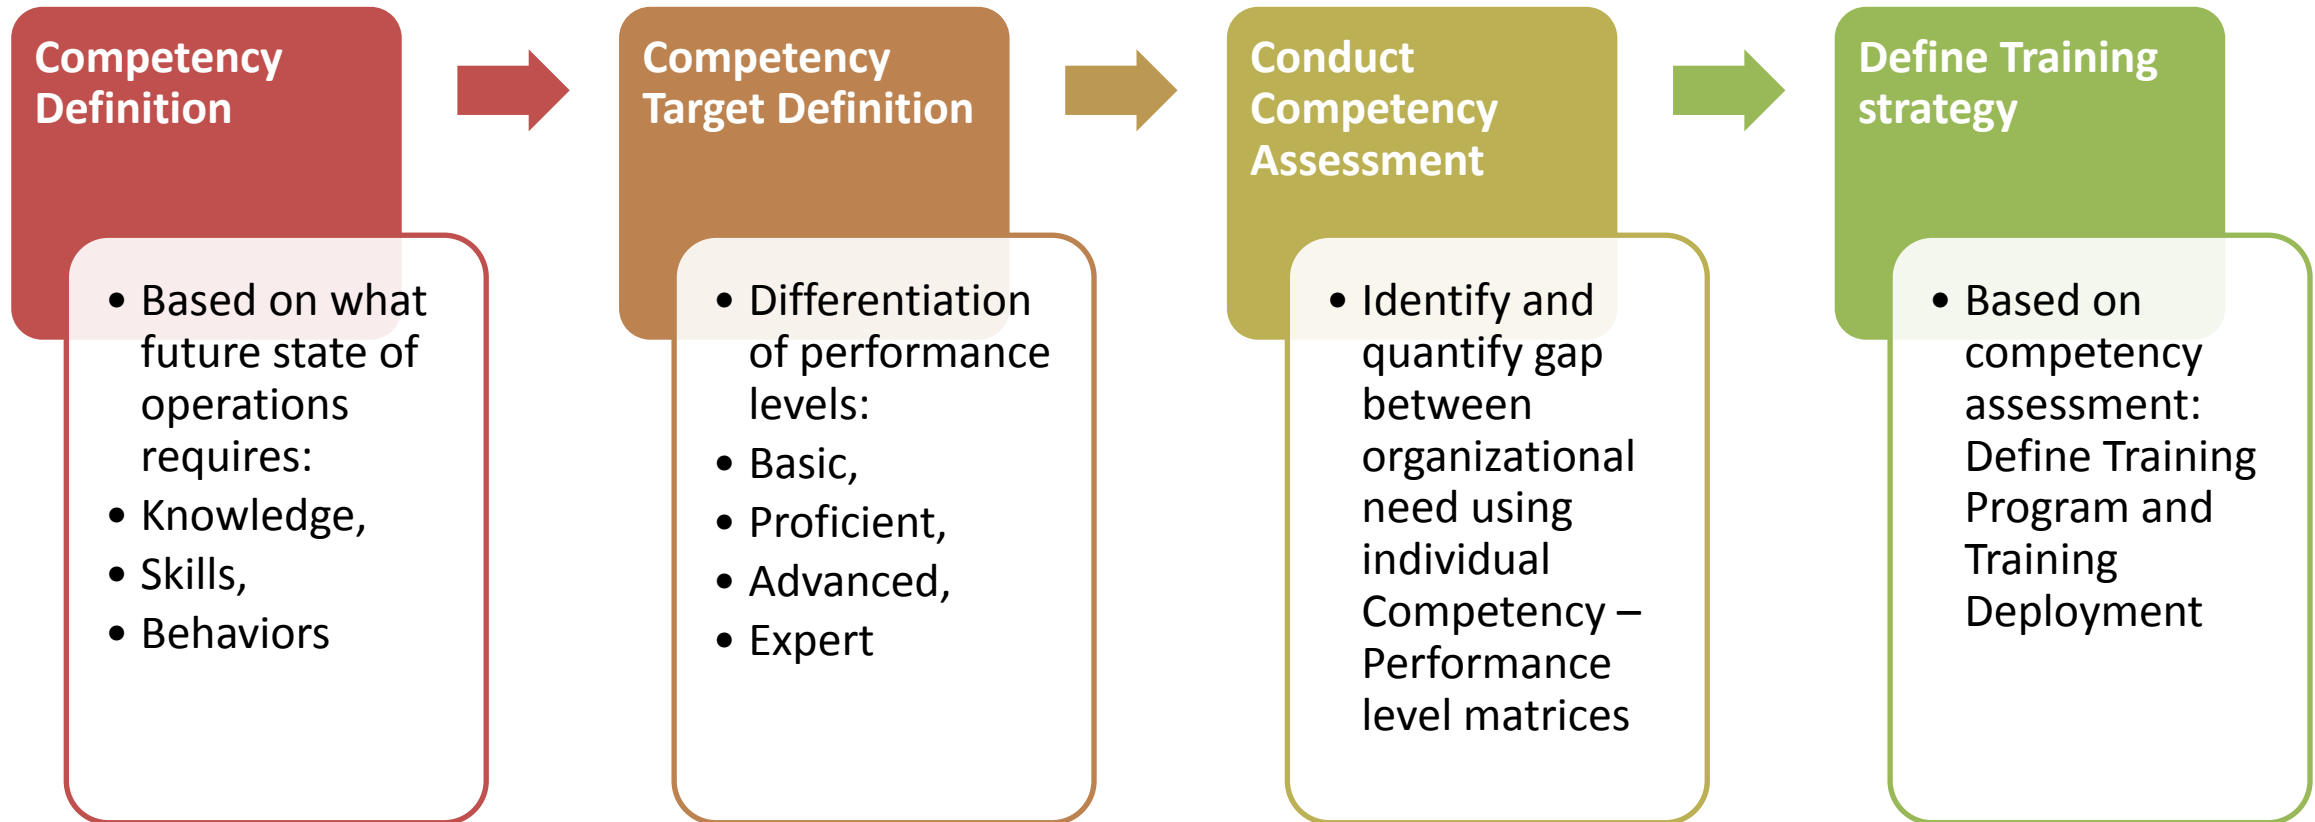 Competency
Definition
• Based on what
future state of
operations
requires:
• Knowledge,
• Skills,
• Behaviors
Competency
Target Definition
• Differentiation
of performance
levels:
• Basic,
• Proficient,
• Advanced,
• Expert
Conduct
Competency
Assessment
• Identify and
quantify gap
between
organizational
need using
individual
Competency –
Performance
level matrices
Define Training
strategy
• Based on
competency
assessment:
Define Training
Program and
Training
Deployment